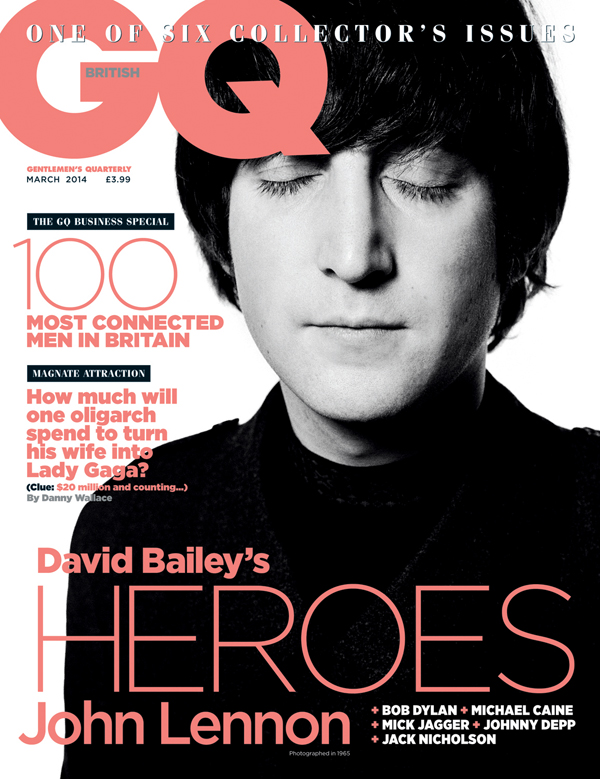 ONE OF SIX COLLECTOR'S ISSUES
GQ
BRITISH
GENTLEMEN'S QUARTERLY
MARCH 2014 £3.99
THE GQ BUSINESS SPECIAL
100
MOST CONNECTED
MEN IN BRITAIN
MAGNATE ATTRACTION
How much will
one oligarch
spend to turn
his wife into
Lady Gaga?
(Clue: $20 million and counting...)
By Danny Wallace
David Bailey's
HEROES
John Lennon
+ BOB DYLAN + MICHAEL CAINE
+ MICK JAGGER + JOHNNY DEPP
+ JACK NICHOLSON
Photographed in 1965